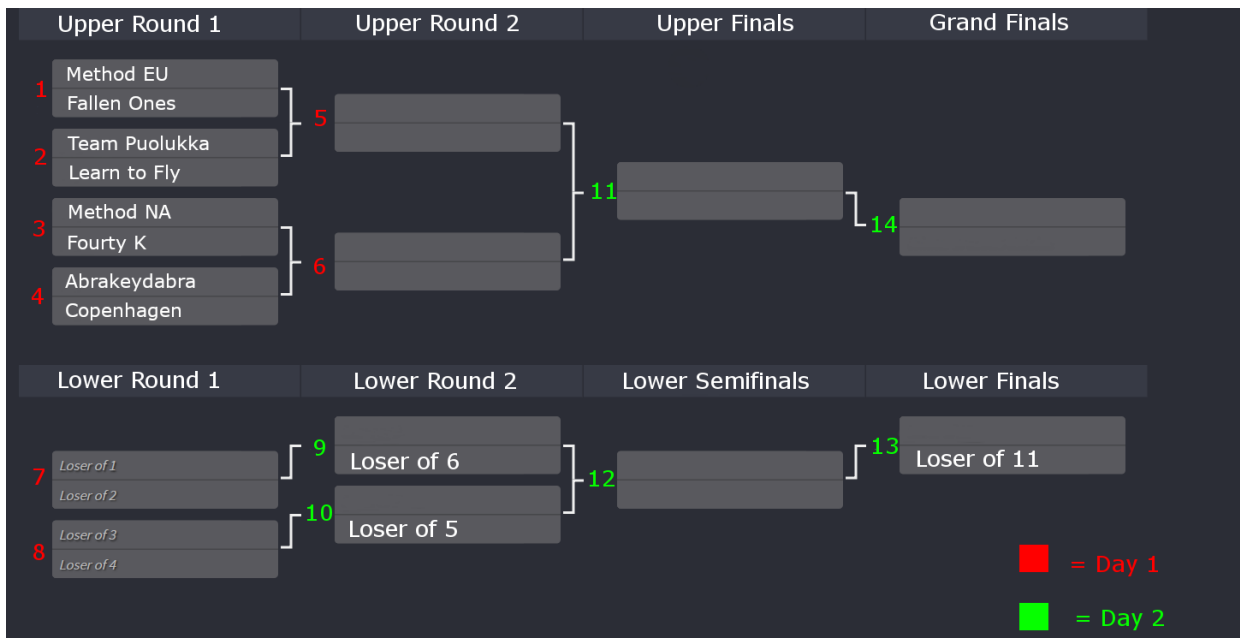 Upper Round 1 Upper Round 2 Upper Finals Grand Finals
1
Method EU
Fallen Ones
2
Team Puolukka
Learn to Fly
3
Method NA
Fourty K
4
Abrakeydabra
Copenhagen
5
6
11
14
Lower Round 1 Lower Round 2 Lower Semifinals Lower Finals
7
Loser of 1
Loser of 2
8
Loser of 3
Loser of 4
9
Loser of 6
10
Loser of 5
12
13
Loser of 11
= Day 1
= Day 2